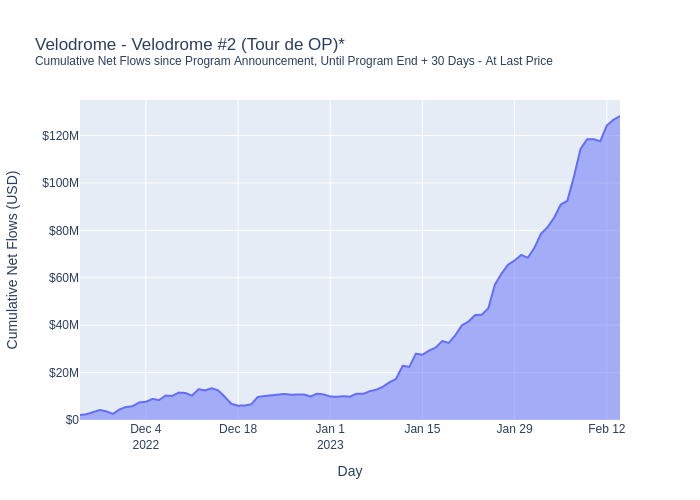 Velodrome - Velodrome #2 (Tour de OP)*
Cumulative Net Flows since Program Announcement, Until Program End + 30 Days - At Last Price
Cumulative Net Flows (USD)
$120M
$100M
$80M
$60M
$40M
$20M
$0
Dec 4
2022
Dec 18
Jan 1
2023
Jan 15
Jan 29
Feb 12
Day